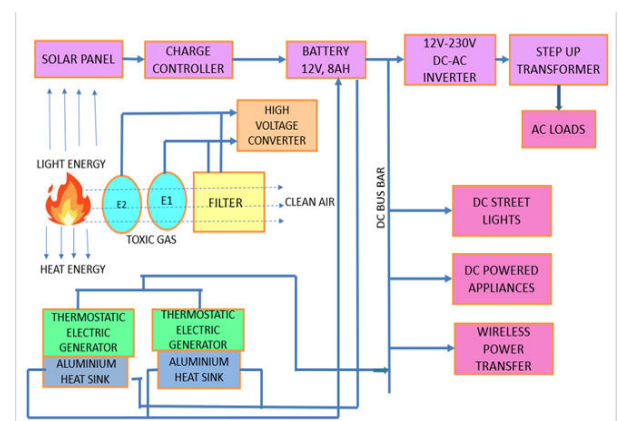 SOLAR PANEL
CHARGE
CONTROLLER
BATTERY
12V, 8AH
12V-230V
DC-AC
INVERTER
STEP UP
TRANSFORMER
AC LOADS
HIGH
VOLTAGE
CONVERTER
LIGHT ENERGY
E2
E1
FILTER
CLEAN AIR
TOXIC GAS
HEAT ENERGY
DC BUS BAR
DC STREET
LIGHTS
DC POWERED
APPLIANCES
WIRELESS
POWER
TRANSFER
THERMOSTATIC
ELECTRIC
GENERATOR
ALUMINIUM
HEAT SINK
THERMOSTATIC
ELECTRIC
GENERATOR
ALUMINIUM
HEAT SINK